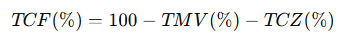 TCF(%) = 100 − TMV(%) − TCZ(%)